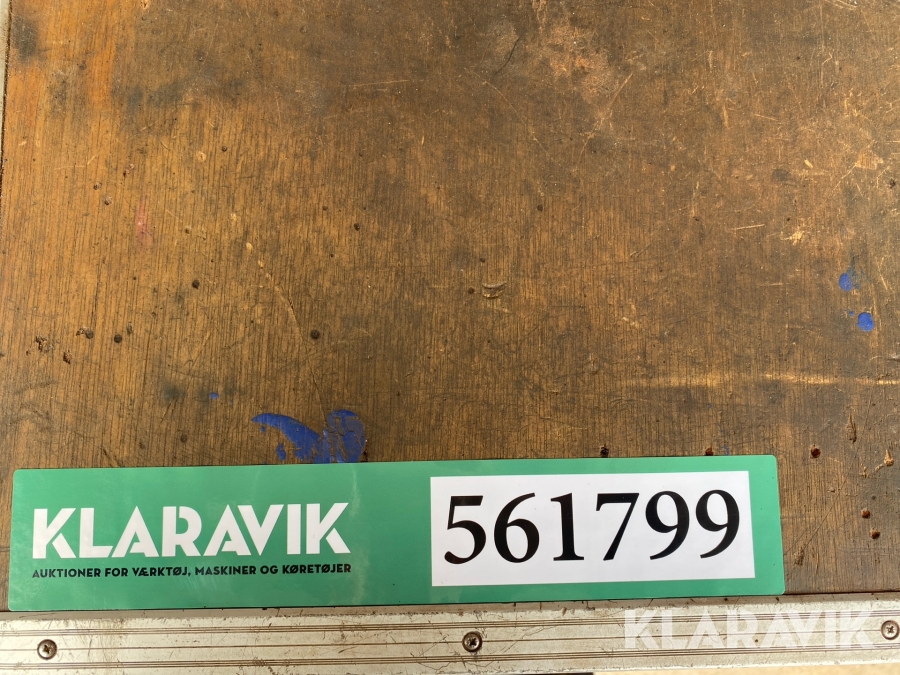 KLARAVIK
AUKTIONER FOR VÆRKTØJ, MASKINER OG KØRETØJER
561799
KLARAVIK